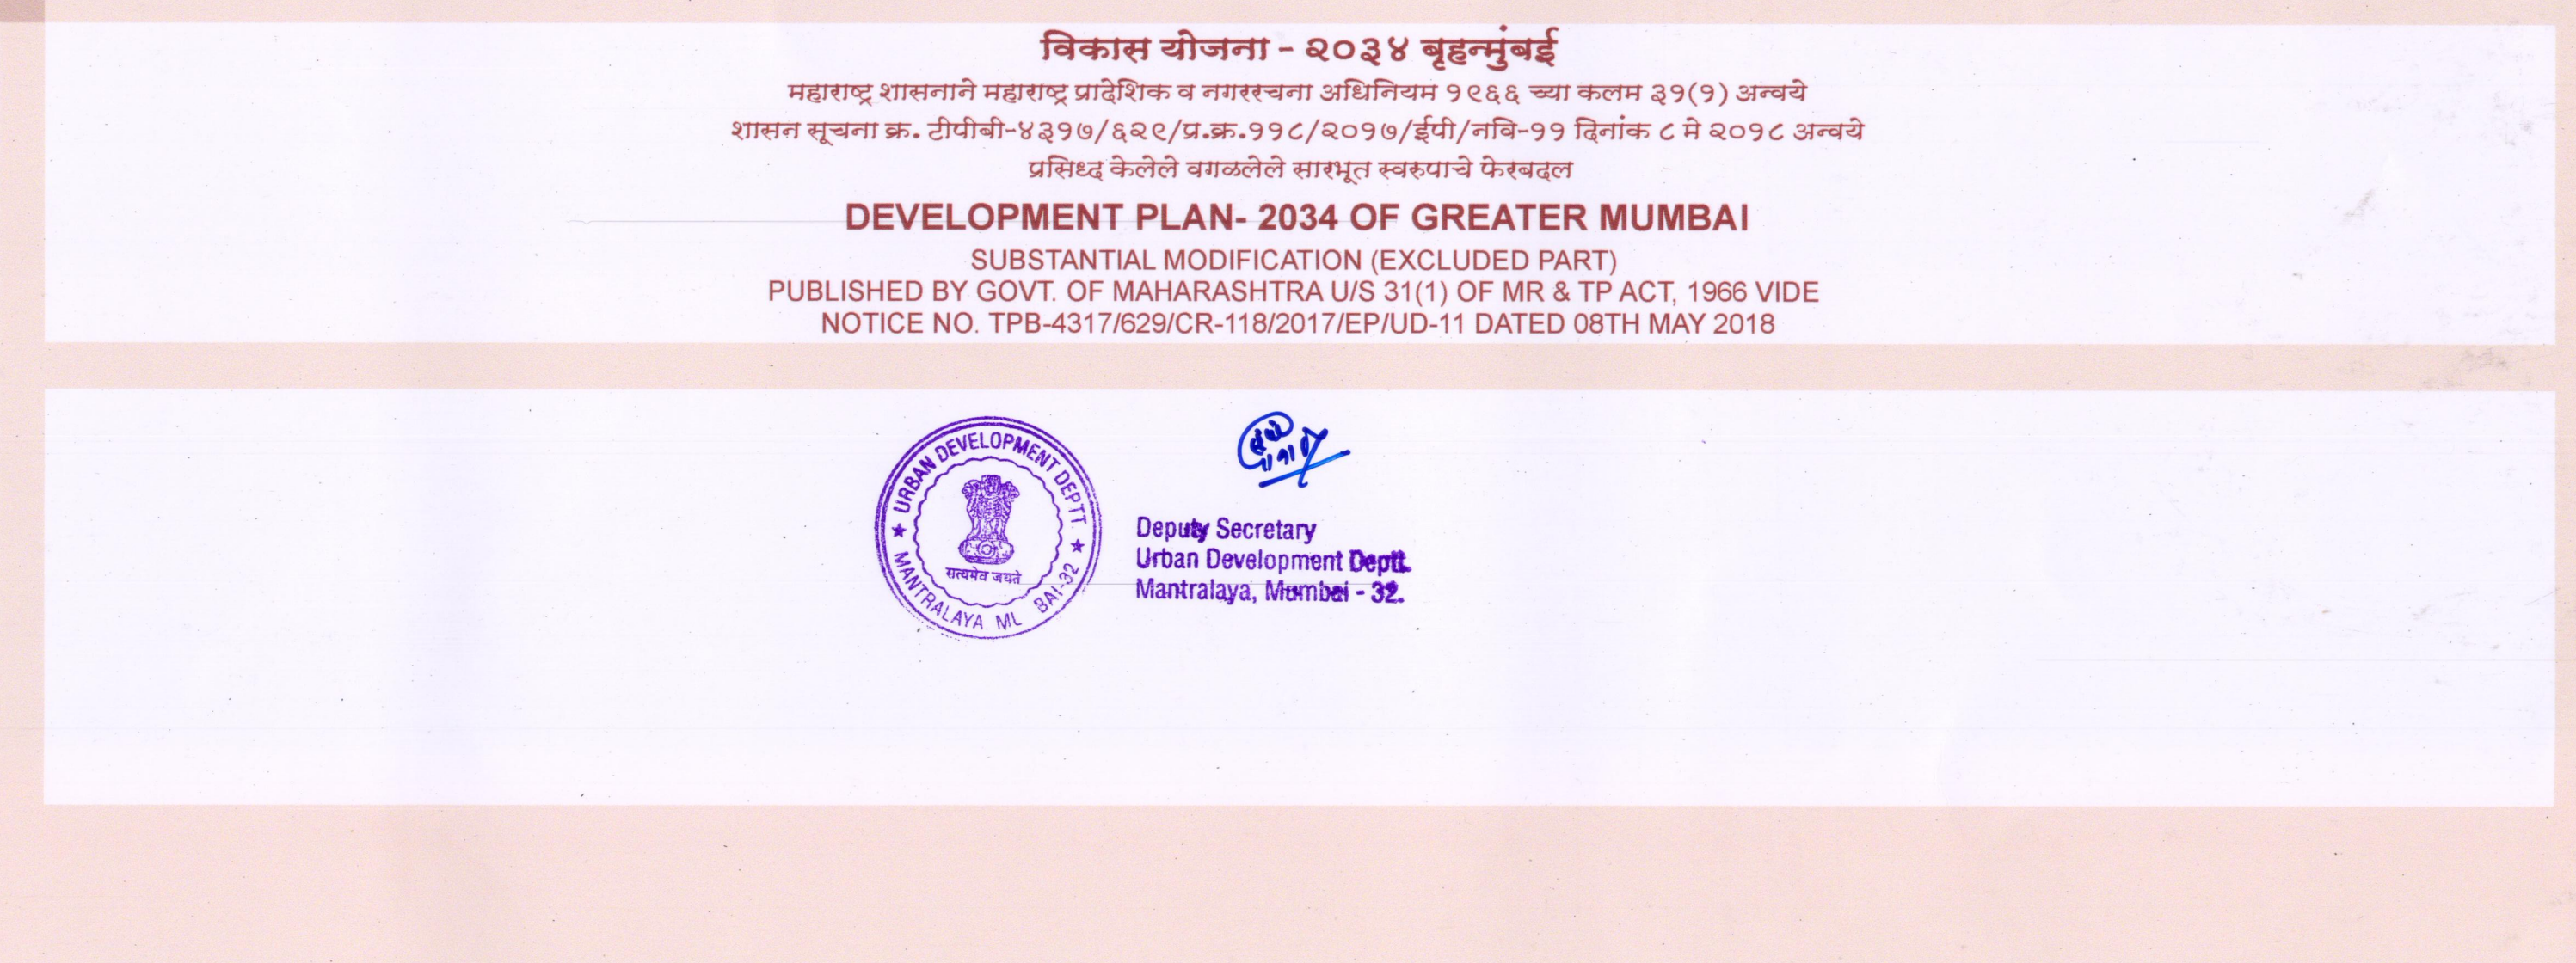 विकास योजना - २०३४ बृहन्मुंबई
महाराष्ट्र शासनाने महाराष्ट्र प्रादेशिक व नगररचना अधिनियम १९६६ च्या कलम ३१(१) अन्वये
शासन सूचना क्र. टीपीबी-४३१७/६२९/प्र.क्र.११८/२०१७/ईपी/नवि-११ दिनांक ८ मे २०१८ अन्वये
प्रसिध्द केलेले वगळलेले सारभूत स्वरुपाचे फेरबदल
DEVELOPMENT PLAN- 2034 OF GREATER MUMBAI
SUBSTANTIAL MODIFICATION (EXCLUDED PART)
PUBLISHED BY GOVT. OF MAHARASHTRA U/S 31(1) OF MR & TP ACT, 1966 VIDE
NOTICE NO. TPB-4317/629/CR-118/2017/EP/UD-11 DATED 08TH MAY 2018
URBAN DEVELOPMENT DEPTT.
सत्यमेव जयते
MANTRALAYA. MU BAI-32
Deputy Secretary
Urban Development Deptt.
Mantralaya, Mumbai - 32.